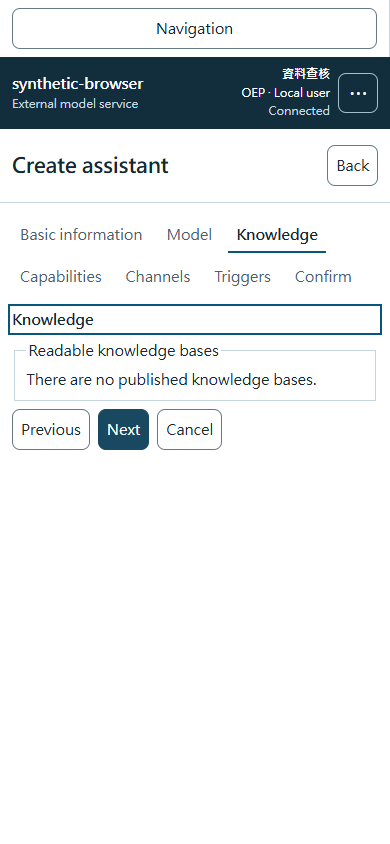 Navigation
synthetic-browser
External model service
資料查核
OEP · Local user
Connected
···
Create assistant
Back
Basic information
Model
Knowledge
Capabilities
Channels
Triggers
Confirm
Knowledge
Readable knowledge bases
There are no published knowledge bases.
Previous
Next
Cancel